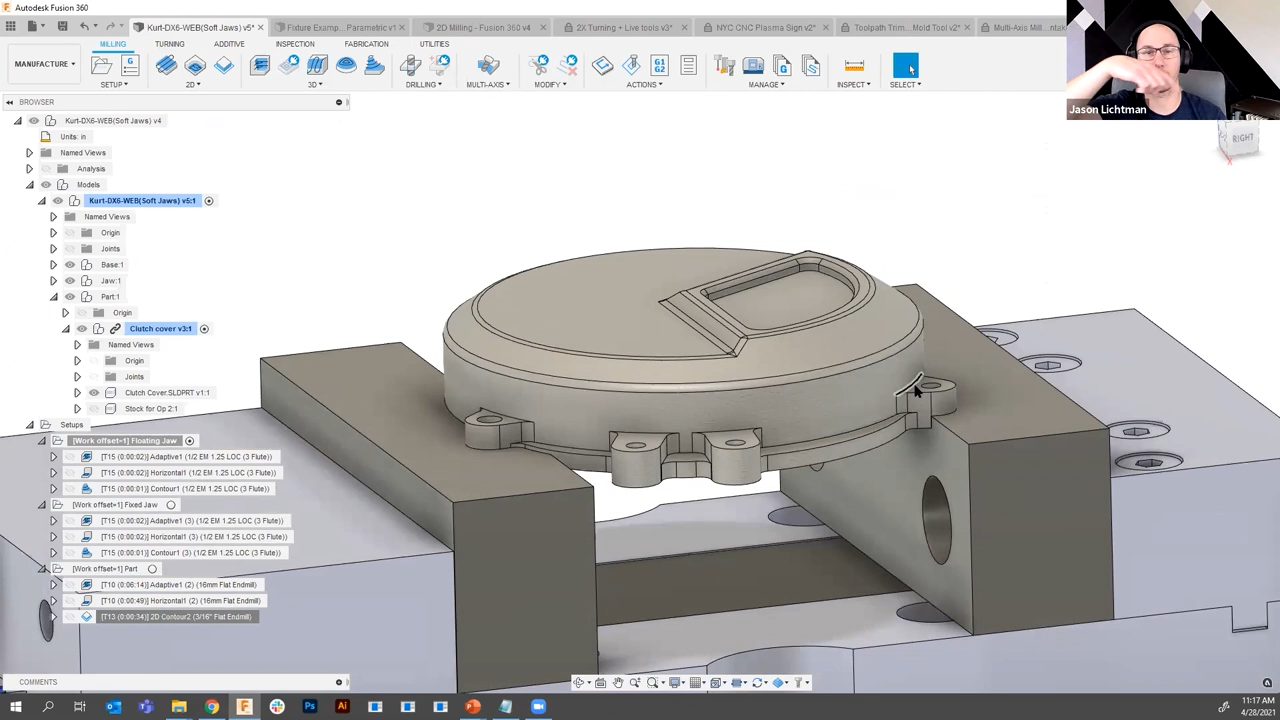 Autodesk Fusion 360
Kurt-DX6-WEB(Soft Jaws) v5*
Fixture Example...Parametric v1
2D Milling - Fusion 360 v4
2X Turning + Live tools v3*
NYC CNC Plasma Sign v2*
Toolpath Trim...Mold Tool v2*
Multi-Axis Mill...
MILLING TURNING ADDITIVE INSPECTION FABRICATION UTILITIES
MANUFACTURE
SETUP 2D 3D DRILLING MULTI-AXIS MODIFY ACTIONS MANAGE INSPECT SELECT
G1
G2
Jason Lichtman
RIGHT
BROWSER
Kurt-DX6-WEB(Soft Jaws) v4
Units: in
Named Views
Analysis
Models
Kurt-DX6-WEB(Soft Jaws) v5:1
Named Views
Origin
Joints
Base:1
Jaw:1
Part:1
Origin
Clutch cover v3:1
Named Views
Origin
Joints
Clutch Cover.SLDPRT v1:1
Stock for Op 2:1
Setups
[Work offset=1] Floating Jaw
[T15 (0:00:02)] Adaptive1 (1/2 EM 1.25 LOC (3 Flute))
[T15 (0:00:02)] Horizontal1 (1/2 EM 1.25 LOC (3 Flute))
[T15 (0:00:01)] Contour1 (1/2 EM 1.25 LOC (3 Flute))
[Work offset=1] Fixed Jaw
[T15 (0:00:02)] Adaptive1 (3) (1/2 EM 1.25 LOC (3 Flute))
[T15 (0:00:02)] Horizontal1 (3) (1/2 EM 1.25 LOC (3 Flute))
[T15 (0:00:01)] Contour1 (3) (1/2 EM 1.25 LOC (3 Flute))
[Work offset=1] Part
[T10 (0:06:14)] Adaptive1 (2) (16mm Flat Endmill)
[T10 (0:00:49)] Horizontal1 (2) (16mm Flat Endmill)
[T13 (0:00:34)] 2D Contour2 (3/16" Flat Endmill)
COMMENTS
11:17 AM
4/28/2021